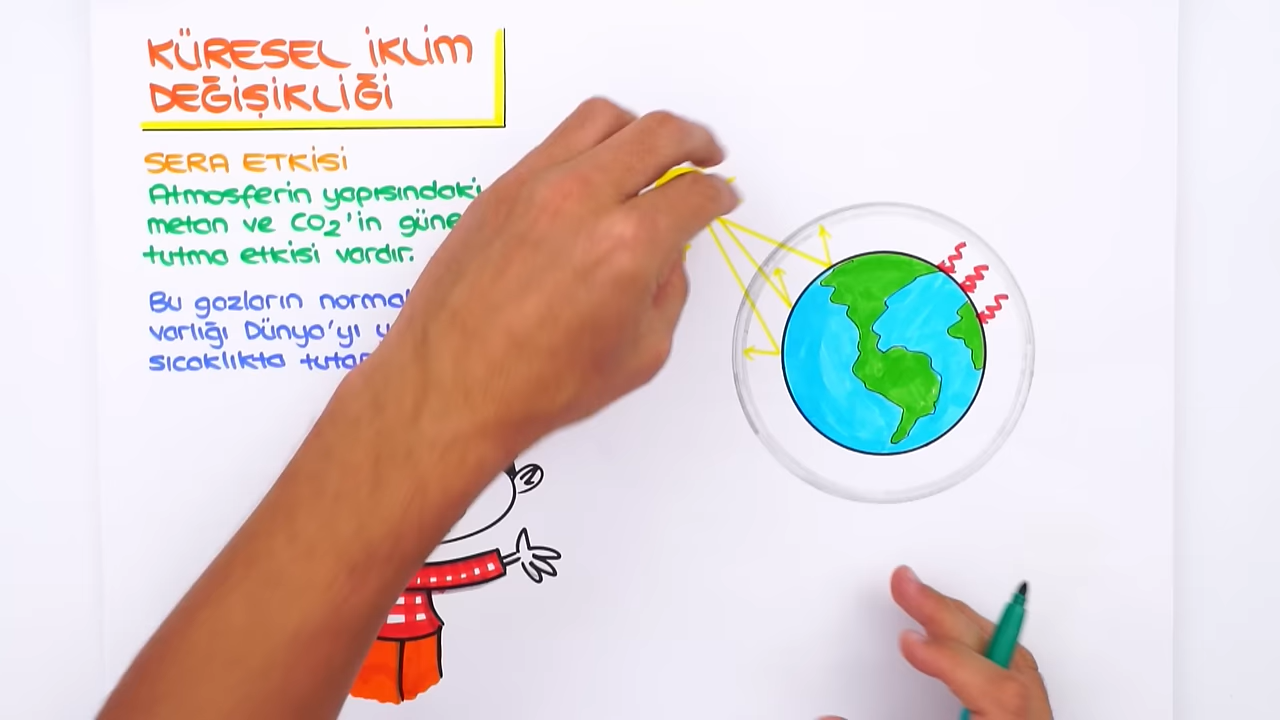 KÜRESEL İKLİM
DEĞİŞİKLİĞİ
SERA ETKİSİ
Atmosferin yapısındaki
metan ve CO₂'in
tutma etkisi vardır.
Bu gazların
varlığı Dünya'yı
sıcaklıkta